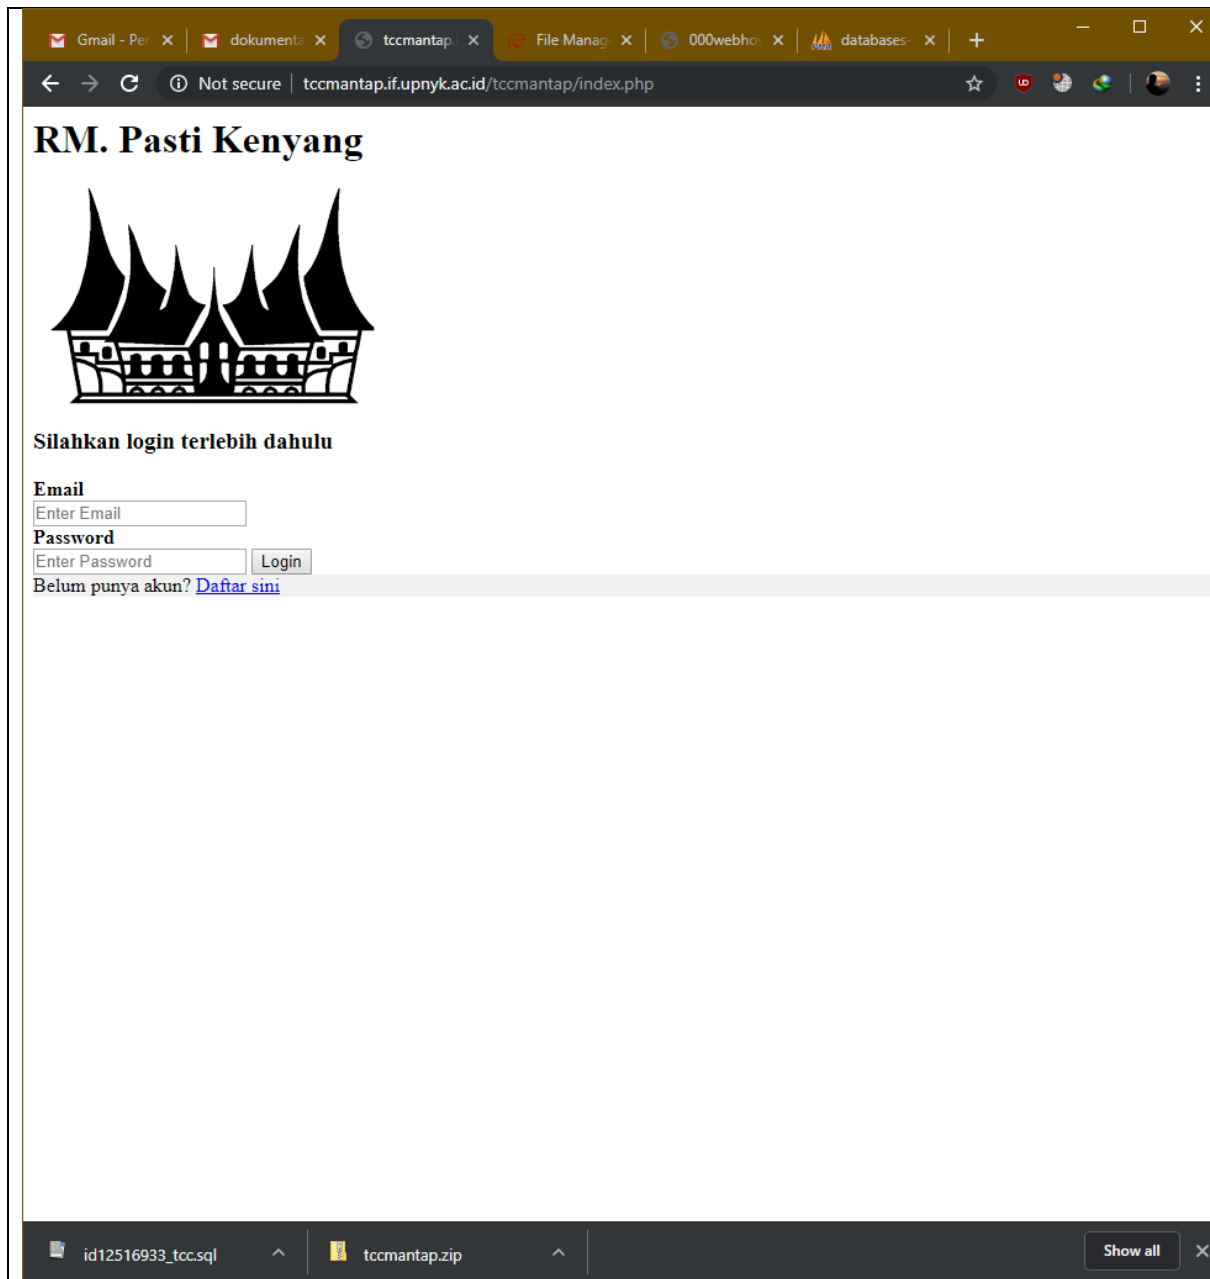 Gmail - Per
dokumenta
tccmantap.
File Manag
000webhos
databases-
Not secure | tccmantap.if.upnyk.ac.id/tccmantap/index.php
RM. Pasti Kenyang
Silahkan login terlebih dahulu
Email
Enter Email
Password
Enter Password Login
Belum punya akun? Daftar sini
id12516933_tcc.sql
tccmantap.zip
Show all